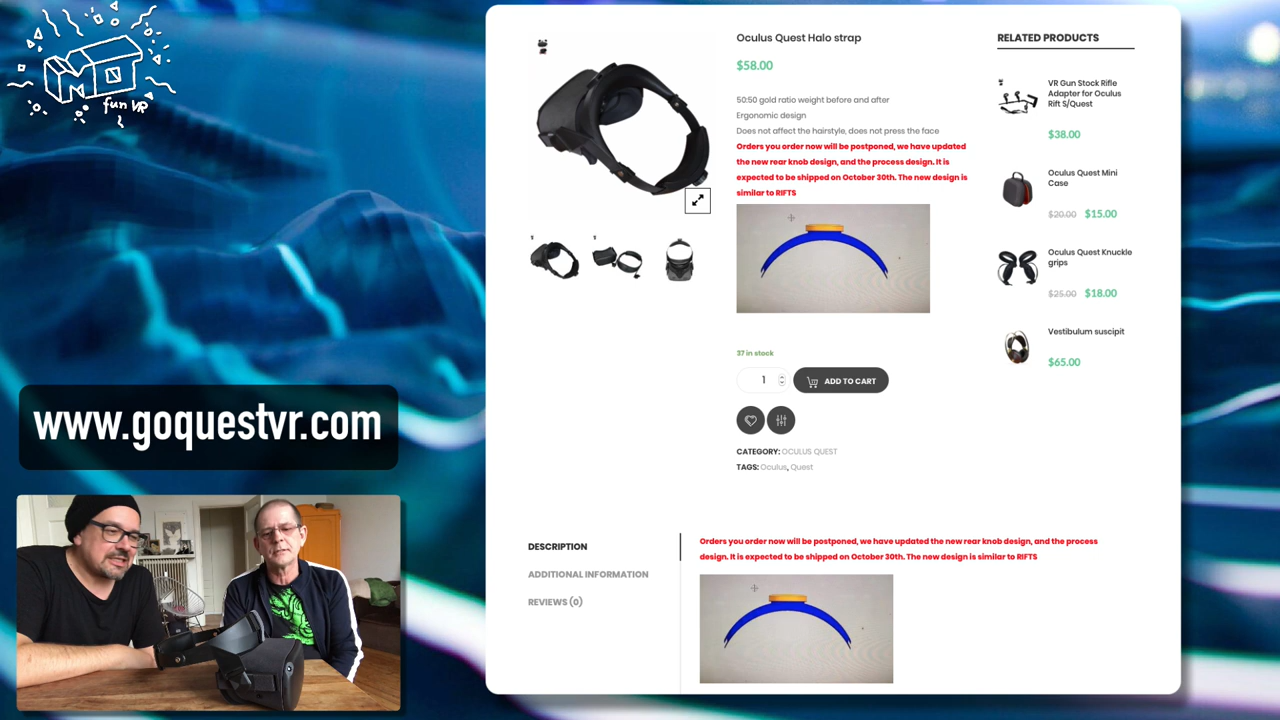 fun VR
www.goquestvr.com
Oculus Quest Halo strap
$58.00
50:50 gold ratio weight before and after
Ergonomic design
Does not affect the hairstyle, does not press the face
Orders you order now will be postponed, we have updated
the new rear knob design, and the process design. It is
expected to be shipped on October 30th. The new design is
similar to RIFTS
37 in stock
1
ADD TO CART
CATEGORY: OCULUS QUEST
TAGS: Oculus, Quest
RELATED PRODUCTS
VR Gun Stock Rifle
Adapter for Oculus
Rift S/Quest
$38.00
Oculus Quest Mini
Case
$20.00 $15.00
Oculus Quest Knuckle
grips
$25.00 $18.00
Vestibulum suscipit
$65.00
DESCRIPTION
ADDITIONAL INFORMATION
REVIEWS (0)
Orders you order now will be postponed, we have updated the new rear knob design, and the process
design. It is expected to be shipped on October 30th. The new design is similar to RIFTS